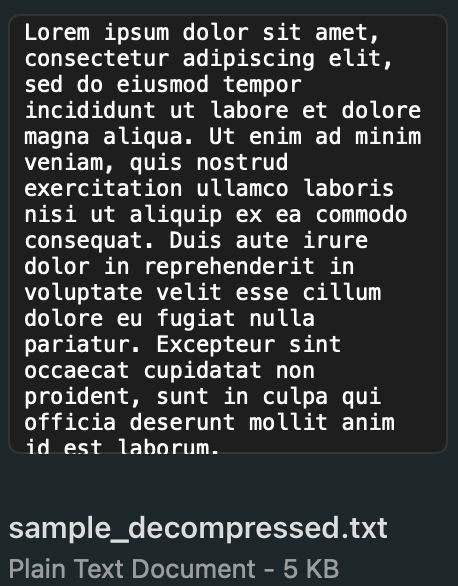 Lorem ipsum dolor sit amet,
consectetur adipiscing elit,
sed do eiusmod tempor
incididunt ut labore et dolore
magna aliqua. Ut enim ad minim
veniam, quis nostrud
exercitation ullamco laboris
nisi ut aliquip ex ea commodo
consequat. Duis aute irure
dolor in reprehenderit in
voluptate velit esse cillum
dolore eu fugiat nulla
pariatur. Excepteur sint
occaecat cupidatat non
proident, sunt in culpa qui
officia deserunt mollit anim
id est laborum.
sample_decompressed.txt
Plain Text Document - 5 KB